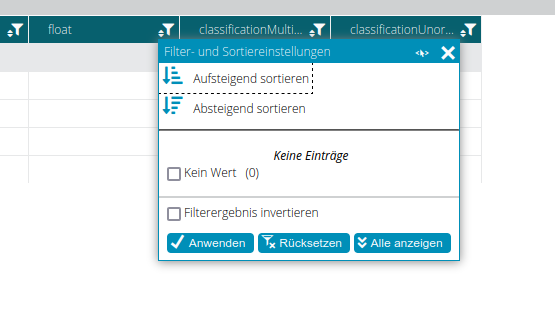 float classificationMulti... classificationUnor...
Filter- und Sortiereinstellungen
Aufsteigend sortieren
Absteigend sortieren
Keine Einträge
Kein Wert (0)
Filterergebnis invertieren
Anwenden Rücksetzen Alle anzeigen